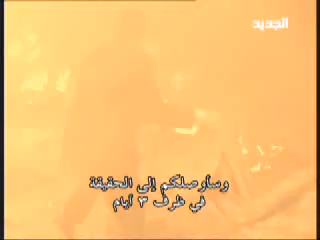 الجديد
وسأوصلكم إلى الحقيقة
في ظرف ٣ أيام